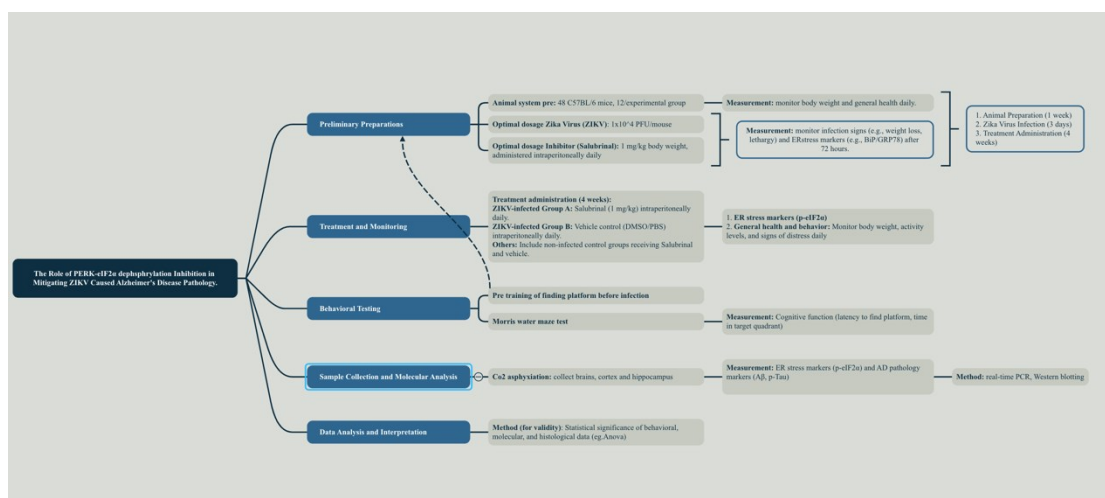 The Role of PERK-eIF2α dephsphrylation Inhibition in
Mitigating ZIKV Caused Alzheimer's Disease Pathology.
Preliminary Preparations
Animal system pre: 48 C57BL/6 mice, 12/experimental group
Measurement: monitor body weight and general health daily.
Optimal dosage Zika Virus (ZIKV): 1x10^4 PFU/mouse
Optimal dosage Inhibitor (Salubrinal): 1 mg/kg body weight,
administered intraperitoneally daily
Measurement: monitor infection signs (e.g., weight loss,
lethargy) and ERstress markers (e.g., BiP/GRP78) after
72 hours.
1. Animal Preparation (1 week)
2. Zika Virus Infection (3 days)
3. Treatment Administration (4
weeks)
Treatment and Monitoring
Treatment administration (4 weeks):
ZIKV-infected Group A: Salubrinal (1 mg/kg) intraperitoneally
daily.
ZIKV-infected Group B: Vehicle control (DMSO/PBS)
intraperitoneally daily.
Others: Include non-infected control groups receiving Salubrinal
and vehicle.
1. ER stress markers (p-eIF2α)
2. General health and behavior: Monitor body weight, activity
levels, and signs of distress daily
Behavioral Testing
Pre training of finding platform before infection
Morris water maze test
Measurement: Cognitive function (latency to find platform, time
in target quadrant)
Sample Collection and Molecular Analysis
Co2 asphyxiation: collect brains, cortex and hippocampus
Measurement: ER stress markers (p-eIF2α) and AD pathology
markers (Aβ, p-Tau)
Method: real-time PCR, Western blotting
Data Analysis and Interpretation
Method (for validity): Statistical significance of behavioral,
molecular, and histological data (eg.Anova)